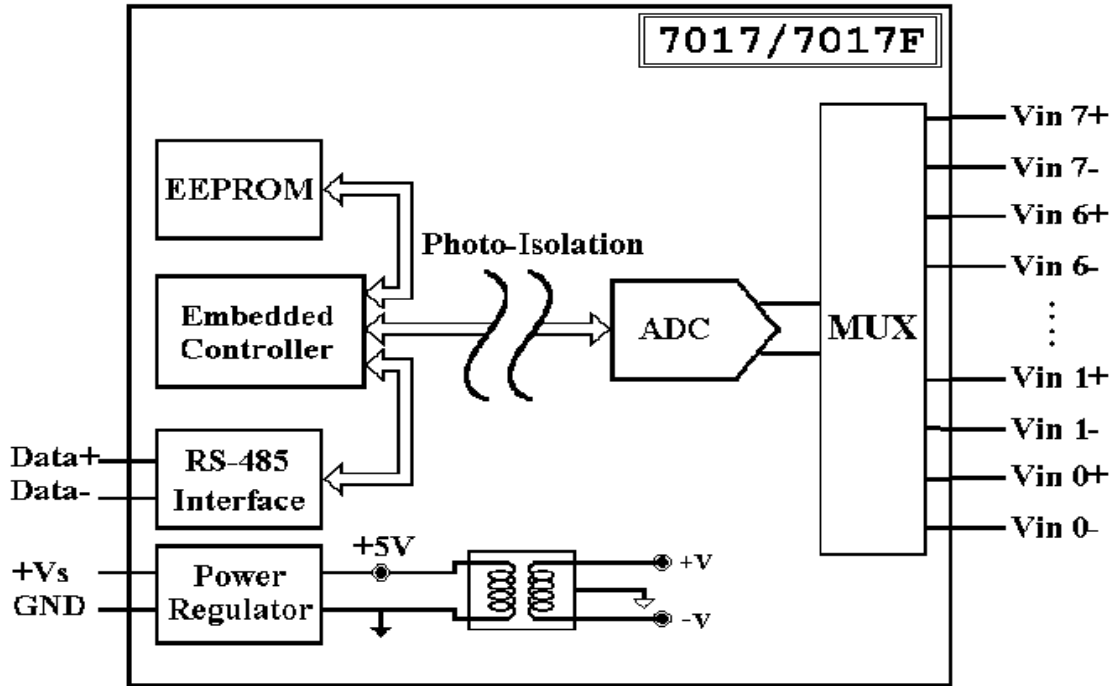 7017/7017F
EEPROM
Photo-Isolation
Embedded
Controller
ADC
MUX
Vin 7+
Vin 7-
Vin 6+
Vin 6-
Vin 1+
Vin 1-
Vin 0+
Vin 0-
Data+
Data-
RS-485
Interface
+Vs
GND
Power
Regulator
+5V
+V
-V